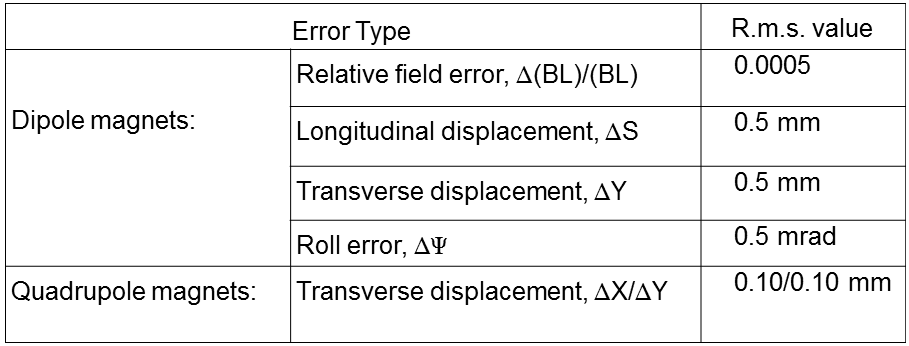 Error Type R.m.s. value
Dipole magnets:
Relative field error, Δ(BL)/(BL) 0.0005
Longitudinal displacement, ΔS 0.5 mm
Transverse displacement, ΔY 0.5 mm
Roll error, ΔΨ 0.5 mrad
Quadrupole magnets: Transverse displacement, ΔX/ΔY 0.10/0.10 mm